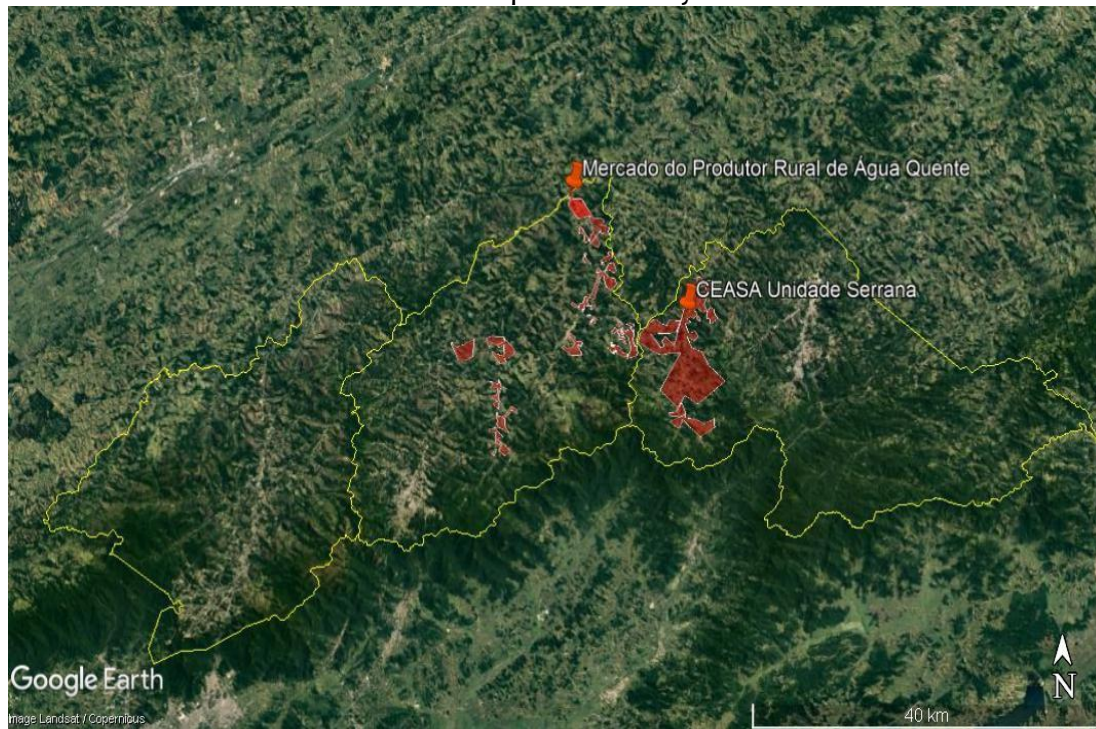 Mercado do Produtor Rural de Água Quente
CEASA Unidade Serrana
Google Earth
Image Landsat / Copernicus
40 km
N